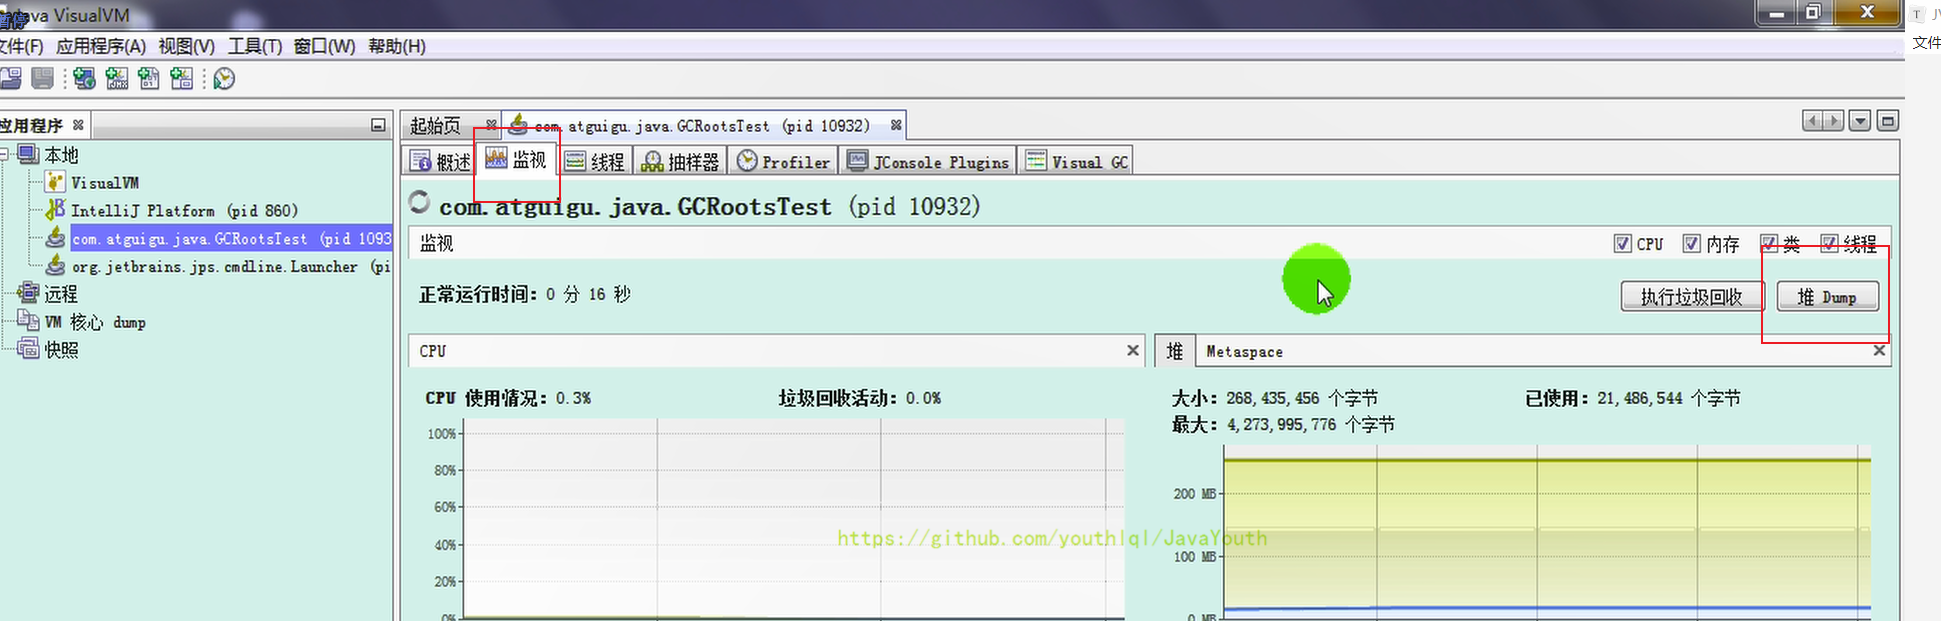 暂停
ava VisualVM
文件(F) 应用程序(A) 视图(V) 工具(T) 窗口(W) 帮助(H)
文件
应用程序
起始页 com.atguigu.java.GCRootsTest (pid 10932)
本地
VisualVM
IntelliJ Platform (pid 860)
com.atguigu.java.GCRootsTest (pid 1093
org.jetbrains.jps.cmdline.Launcher (pi
远程
VM 核心 dump
快照
概述 监视 线程 抽样器 Profiler JConsole Plugins Visual GC
com.atguigu.java.GCRootsTest (pid 10932)
监视 CPU 内存 类 线程
正常运行时间: 0 分 16 秒 执行垃圾回收 堆 Dump
CPU
CPU 使用情况: 0.3% 垃圾回收活动: 0.0%
100%
80%
60%
40%
20%
0%
堆 Metaspace
大小: 268,435,456 个字节 已使用: 21,486,544 个字节
最大: 4,273,995,776 个字节
200 MB
100 MB
0 MB
https://github.com/youthlql/JavaYouth